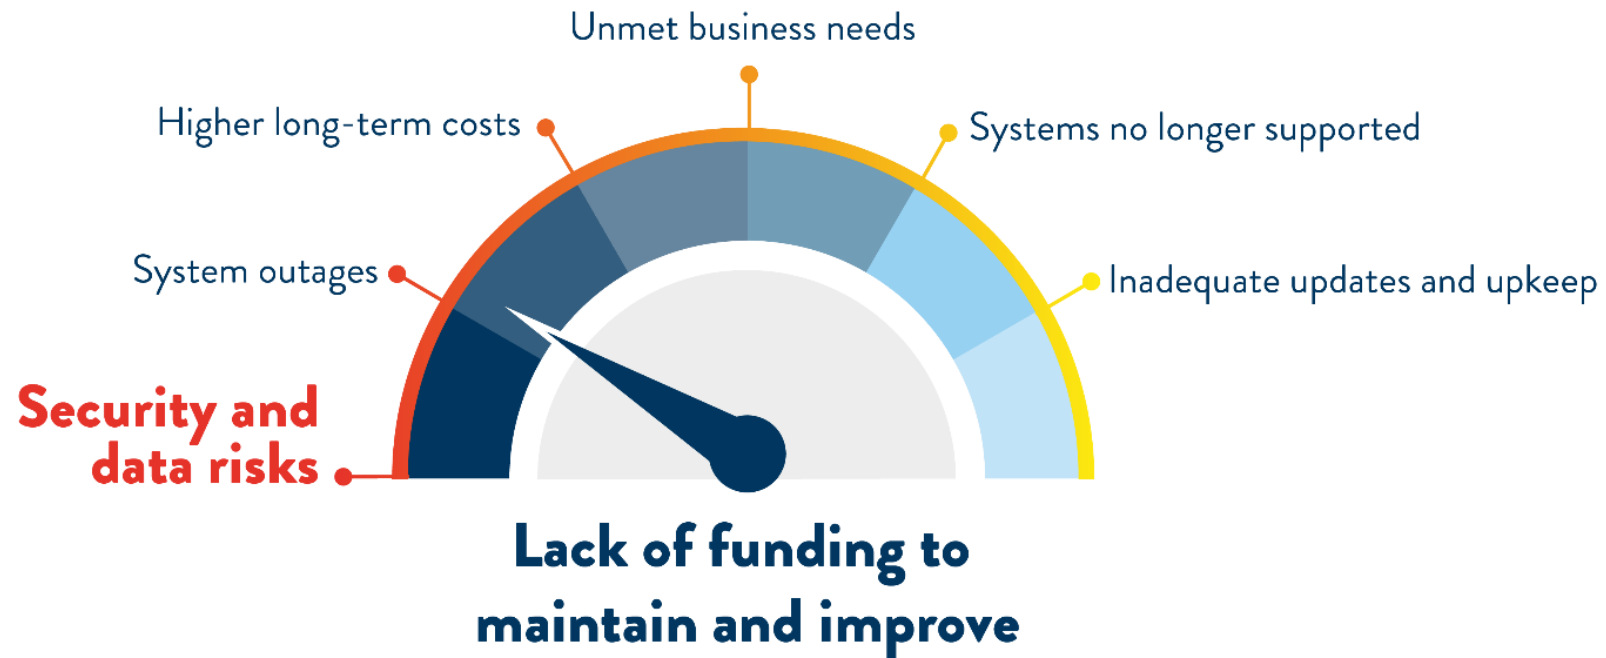 Unmet business needs
Higher long-term costs
Systems no longer supported
System outages
Inadequate updates and upkeep
Security and
data risks
Lack of funding to
maintain and improve